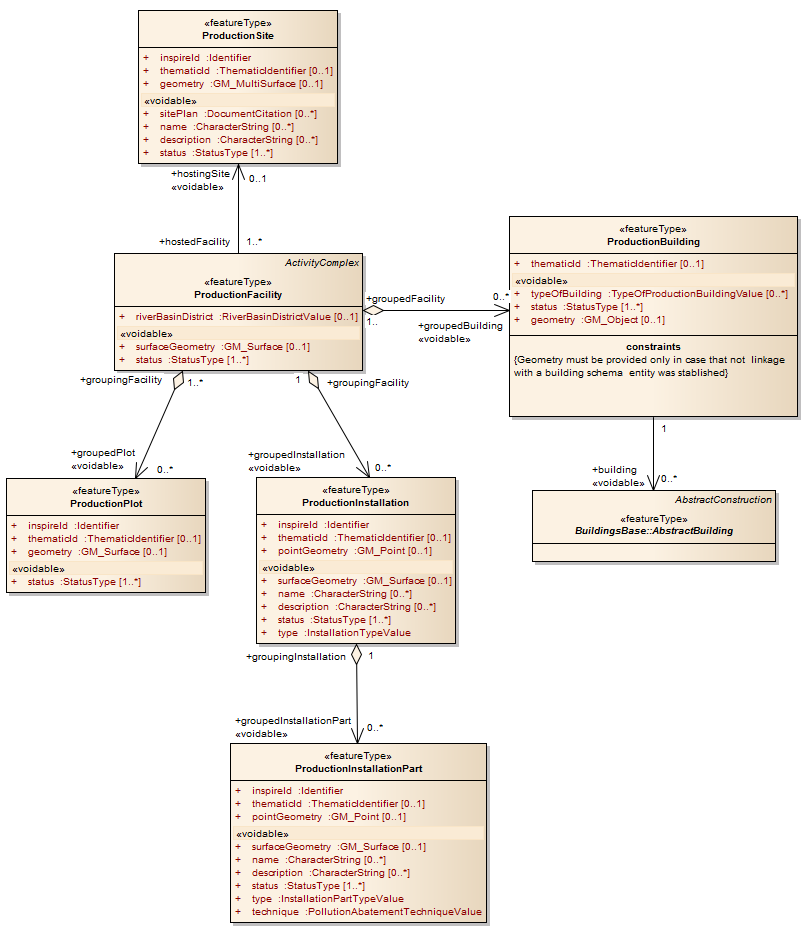 «featureType»
ProductionSite
+ inspireId :Identifier
+ thematicId :ThematicIdentifier [0..1]
+ geometry :GM_MultiSurface [0..1]
«voidable»
+ sitePlan :DocumentCitation [0..*]
+ name :CharacterString [0..*]
+ description :CharacterString [0..*]
+ status :StatusType [1..*]
+hostingSite
«voidable»
0..1
+hostedFacility
1..*
ActivityComplex
«featureType»
ProductionFacility
+ riverBasinDistrict :RiverBasinDistrictValue [0..1]
«voidable»
+ surfaceGeometry :GM_Surface [0..1]
+ status :StatusType [1..*]
+groupedFacility
1..
0..*
+groupedBuilding
«voidable»
«featureType»
ProductionBuilding
+ thematicId :ThematicIdentifier [0..1]
«voidable»
+ typeOfBuilding :TypeOfProductionBuildingValue [0..*]
+ status :StatusType [1..*]
+ geometry :GM_Object [0..1]
constraints
{Geometry must be provided only in case that not linkage
with a building schema entity was stablished}
1
+building
«voidable»
0..*
AbstractConstruction
«featureType»
BuildingsBase::AbstractBuilding
+groupingFacility
1..*
1
+groupingFacility
+groupedPlot
«voidable»
0..*
+groupedInstallation
«voidable»
0..*
«featureType»
ProductionPlot
+ inspireId :Identifier
+ thematicId :ThematicIdentifier [0..1]
+ geometry :GM_Surface [0..1]
«voidable»
+ status :StatusType [1..*]
«featureType»
ProductionInstallation
+ inspireId :Identifier
+ thematicId :ThematicIdentifier [0..1]
+ pointGeometry :GM_Point [0..1]
«voidable»
+ surfaceGeometry :GM_Surface [0..1]
+ name :CharacterString [0..*]
+ description :CharacterString [0..*]
+ status :StatusType [1..*]
+ type :InstallationTypeValue
+groupingInstallation
1
+groupedInstallationPart
«voidable»
0..*
«featureType»
ProductionInstallationPart
+ inspireId :Identifier
+ thematicId :ThematicIdentifier [0..1]
+ pointGeometry :GM_Point [0..1]
«voidable»
+ surfaceGeometry :GM_Surface [0..1]
+ name :CharacterString [0..*]
+ description :CharacterString [0..*]
+ status :StatusType [1..*]
+ type :InstallationPartTypeValue
+ technique :PollutionAbatementTechniqueValue